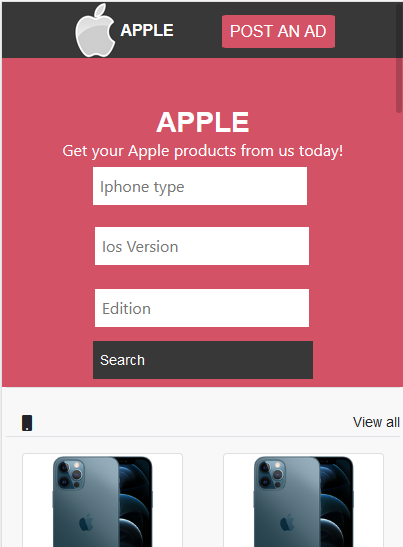 APPLE
POST AN AD
APPLE
Get your Apple products from us today!
Iphone type
Ios Version
Edition
Search
View all